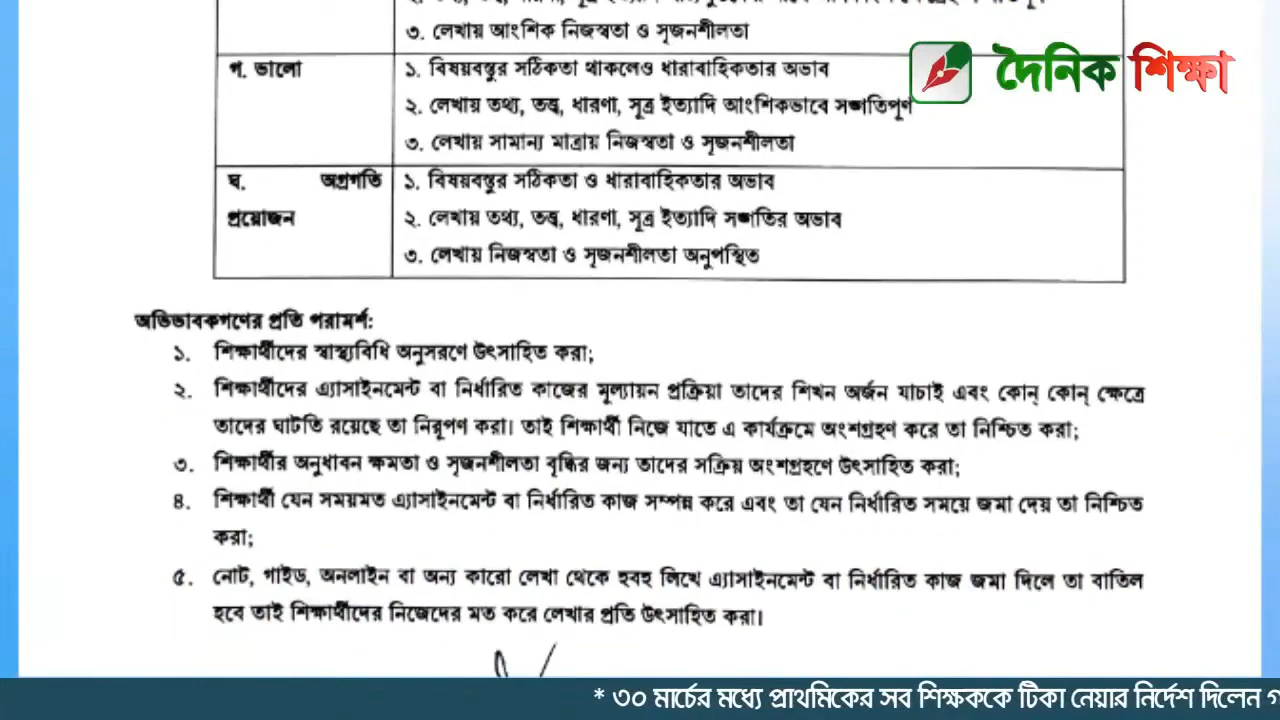 ৩. লেখায় আংশিক নিজস্বতা ও সৃজনশীলতা
দৈনিক শিক্ষা
গ. ভালো
১. বিষয়বস্তুর সঠিকতা থাকলেও ধারাবাহিকতার অভাব
২. লেখায় তথ্য, তত্ত্ব, ধারণা, সূত্র ইত্যাদি আংশিকভাবে সঙ্গতিপূর্ণ
৩. লেখায় সামান্য মাত্রায় নিজস্বতা ও সৃজনশীলতা
ঘ. অগ্রগতি প্রয়োজন
১. বিষয়বস্তুর সঠিকতা ও ধারাবাহিকতার অভাব
২. লেখায় তথ্য, তত্ত্ব, ধারণা, সূত্র ইত্যাদি সঙ্গতির অভাব
৩. লেখায় নিজস্বতা ও সৃজনশীলতা অনুপস্থিত
অভিভাবকগণের প্রতি পরামর্শ:
১. শিক্ষার্থীদের স্বাস্থ্যবিধি অনুসরণে উৎসাহিত করা;
২. শিক্ষার্থীদের এ্যাসাইনমেন্ট বা নির্ধারিত কাজের মূল্যায়ন প্রক্রিয়া তাদের শিখন অর্জন যাচাই এবং কোন্ কোন্ ক্ষেত্রে
তাদের ঘাটতি রয়েছে তা নিরূপণ করা। তাই শিক্ষার্থী নিজে যাতে এ কার্যক্রমে অংশগ্রহণ করে তা নিশ্চিত করা;
৩. শিক্ষার্থীর অনুধাবন ক্ষমতা ও সৃজনশীলতা বৃদ্ধির জন্য তাদের সক্রিয় অংশগ্রহণে উৎসাহিত করা;
৪. শিক্ষার্থী যেন সময়মত এ্যাসাইনমেন্ট বা নির্ধারিত কাজ সম্পন্ন করে এবং তা যেন নির্ধারিত সময়ে জমা দেয় তা নিশ্চিত
করা;
৫. নোট, গাইড, অনলাইন বা অন্য কারো লেখা থেকে হুবহু লিখে এ্যাসাইনমেন্ট বা নির্ধারিত কাজ জমা দিলে তা বাতিল
হবে তাই শিক্ষার্থীদের নিজেদের মত করে লেখার প্রতি উৎসাহিত করা।
* ৩০ মার্চের মধ্যে প্রাথমিকের সব শিক্ষককে টিকা নেয়ার নির্দেশ দিলেন